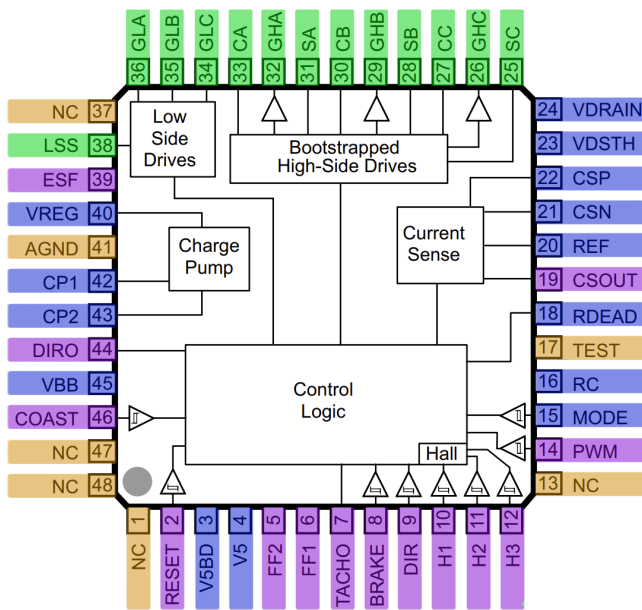 GLA
GLB
GLC
CA
GHA
SA
CB
GHB
SB
CC
GHC
SC
36
35
34
33
32
31
30
29
28
27
26
25
NC 37
LSS 38
ESF 39
VREG 40
AGND 41
CP1 42
CP2 43
DIRO 44
VBB 45
COAST 46
NC 47
NC 48
Low
Side
Drives
Bootstrapped
High-Side Drives
Charge
Pump
Current
Sense
Control
Logic
Hall
24 VDRAIN
23 VDSTH
22 CSP
21 CSN
20 REF
19 CSOUT
18 RDEAD
17 TEST
16 RC
15 MODE
14 PWM
13 NC
1
2
3
4
5
6
7
8
9
10
11
12
NC
RESET
V5BD
V5
FF2
FF1
TACHO
BRAKE
DIR
H1
H2
H3